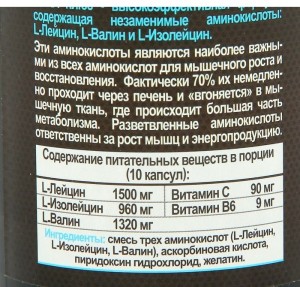 высокоэффективная
содержащая незаменимые аминокислоты:
L-Лейцин, L-Валин и L-Изолейцин.
Эти аминокислоты являются наиболее важны-
ми из всех аминокислот для мышечного роста и
восстановления. Фактически 70% их немедлен-
но проходит через печень и «вгоняется» в мы-
шечную ткань, где происходит большая часть
метаболизма. Разветвленные аминокислоты
ответственны за рост мышц и энергопродукцию.
Содержание питательных веществ в порции
(10 капсул):
L-Лейцин 1500 мг Витамин С 90 мг
L-Изолейцин 960 мг Витамин В6 9 мг
L-Валин 1320 мг
Ингредиенты: смесь трех аминокислот (L-Лейцин,
L-Изолейцин, L-Валин), аскорбиновая кислота,
пиридоксин гидрохлорид, желатин.